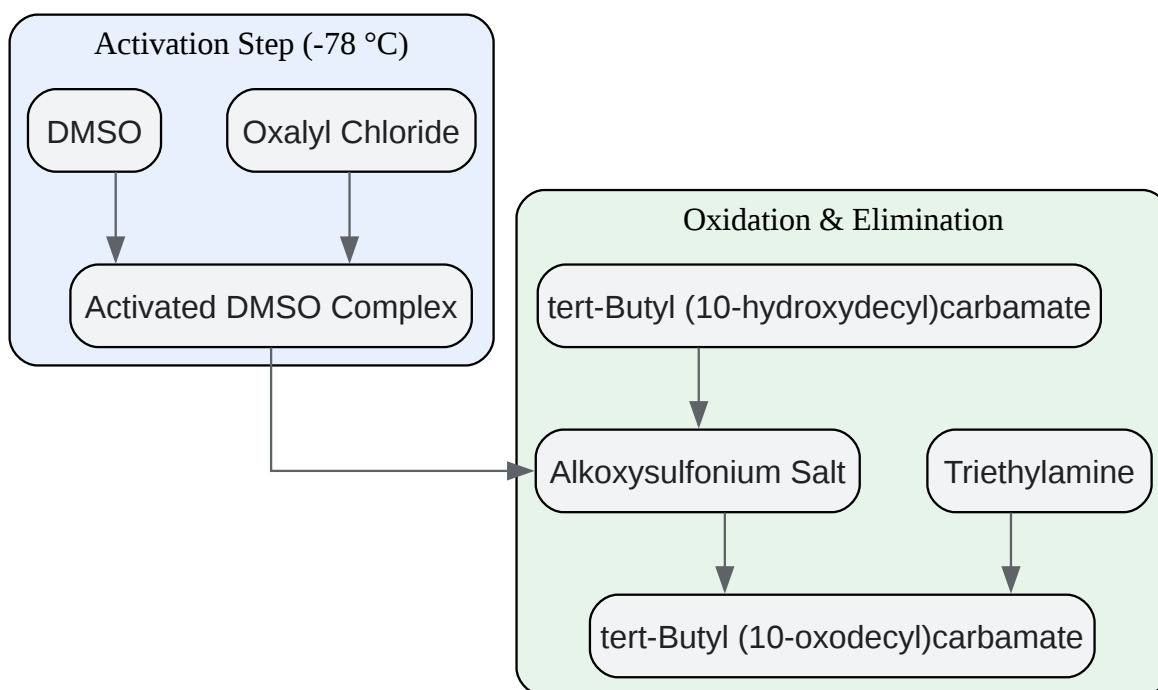 Activation Step (-78 °C)
DMSO
Oxalyl Chloride
Activated DMSO Complex
Oxidation & Elimination
tert-Butyl (10-hydroxydecyl)carbamate
Alkoxysulfonium Salt
Triethylamine
tert-Butyl (10-oxodecyl)carbamate